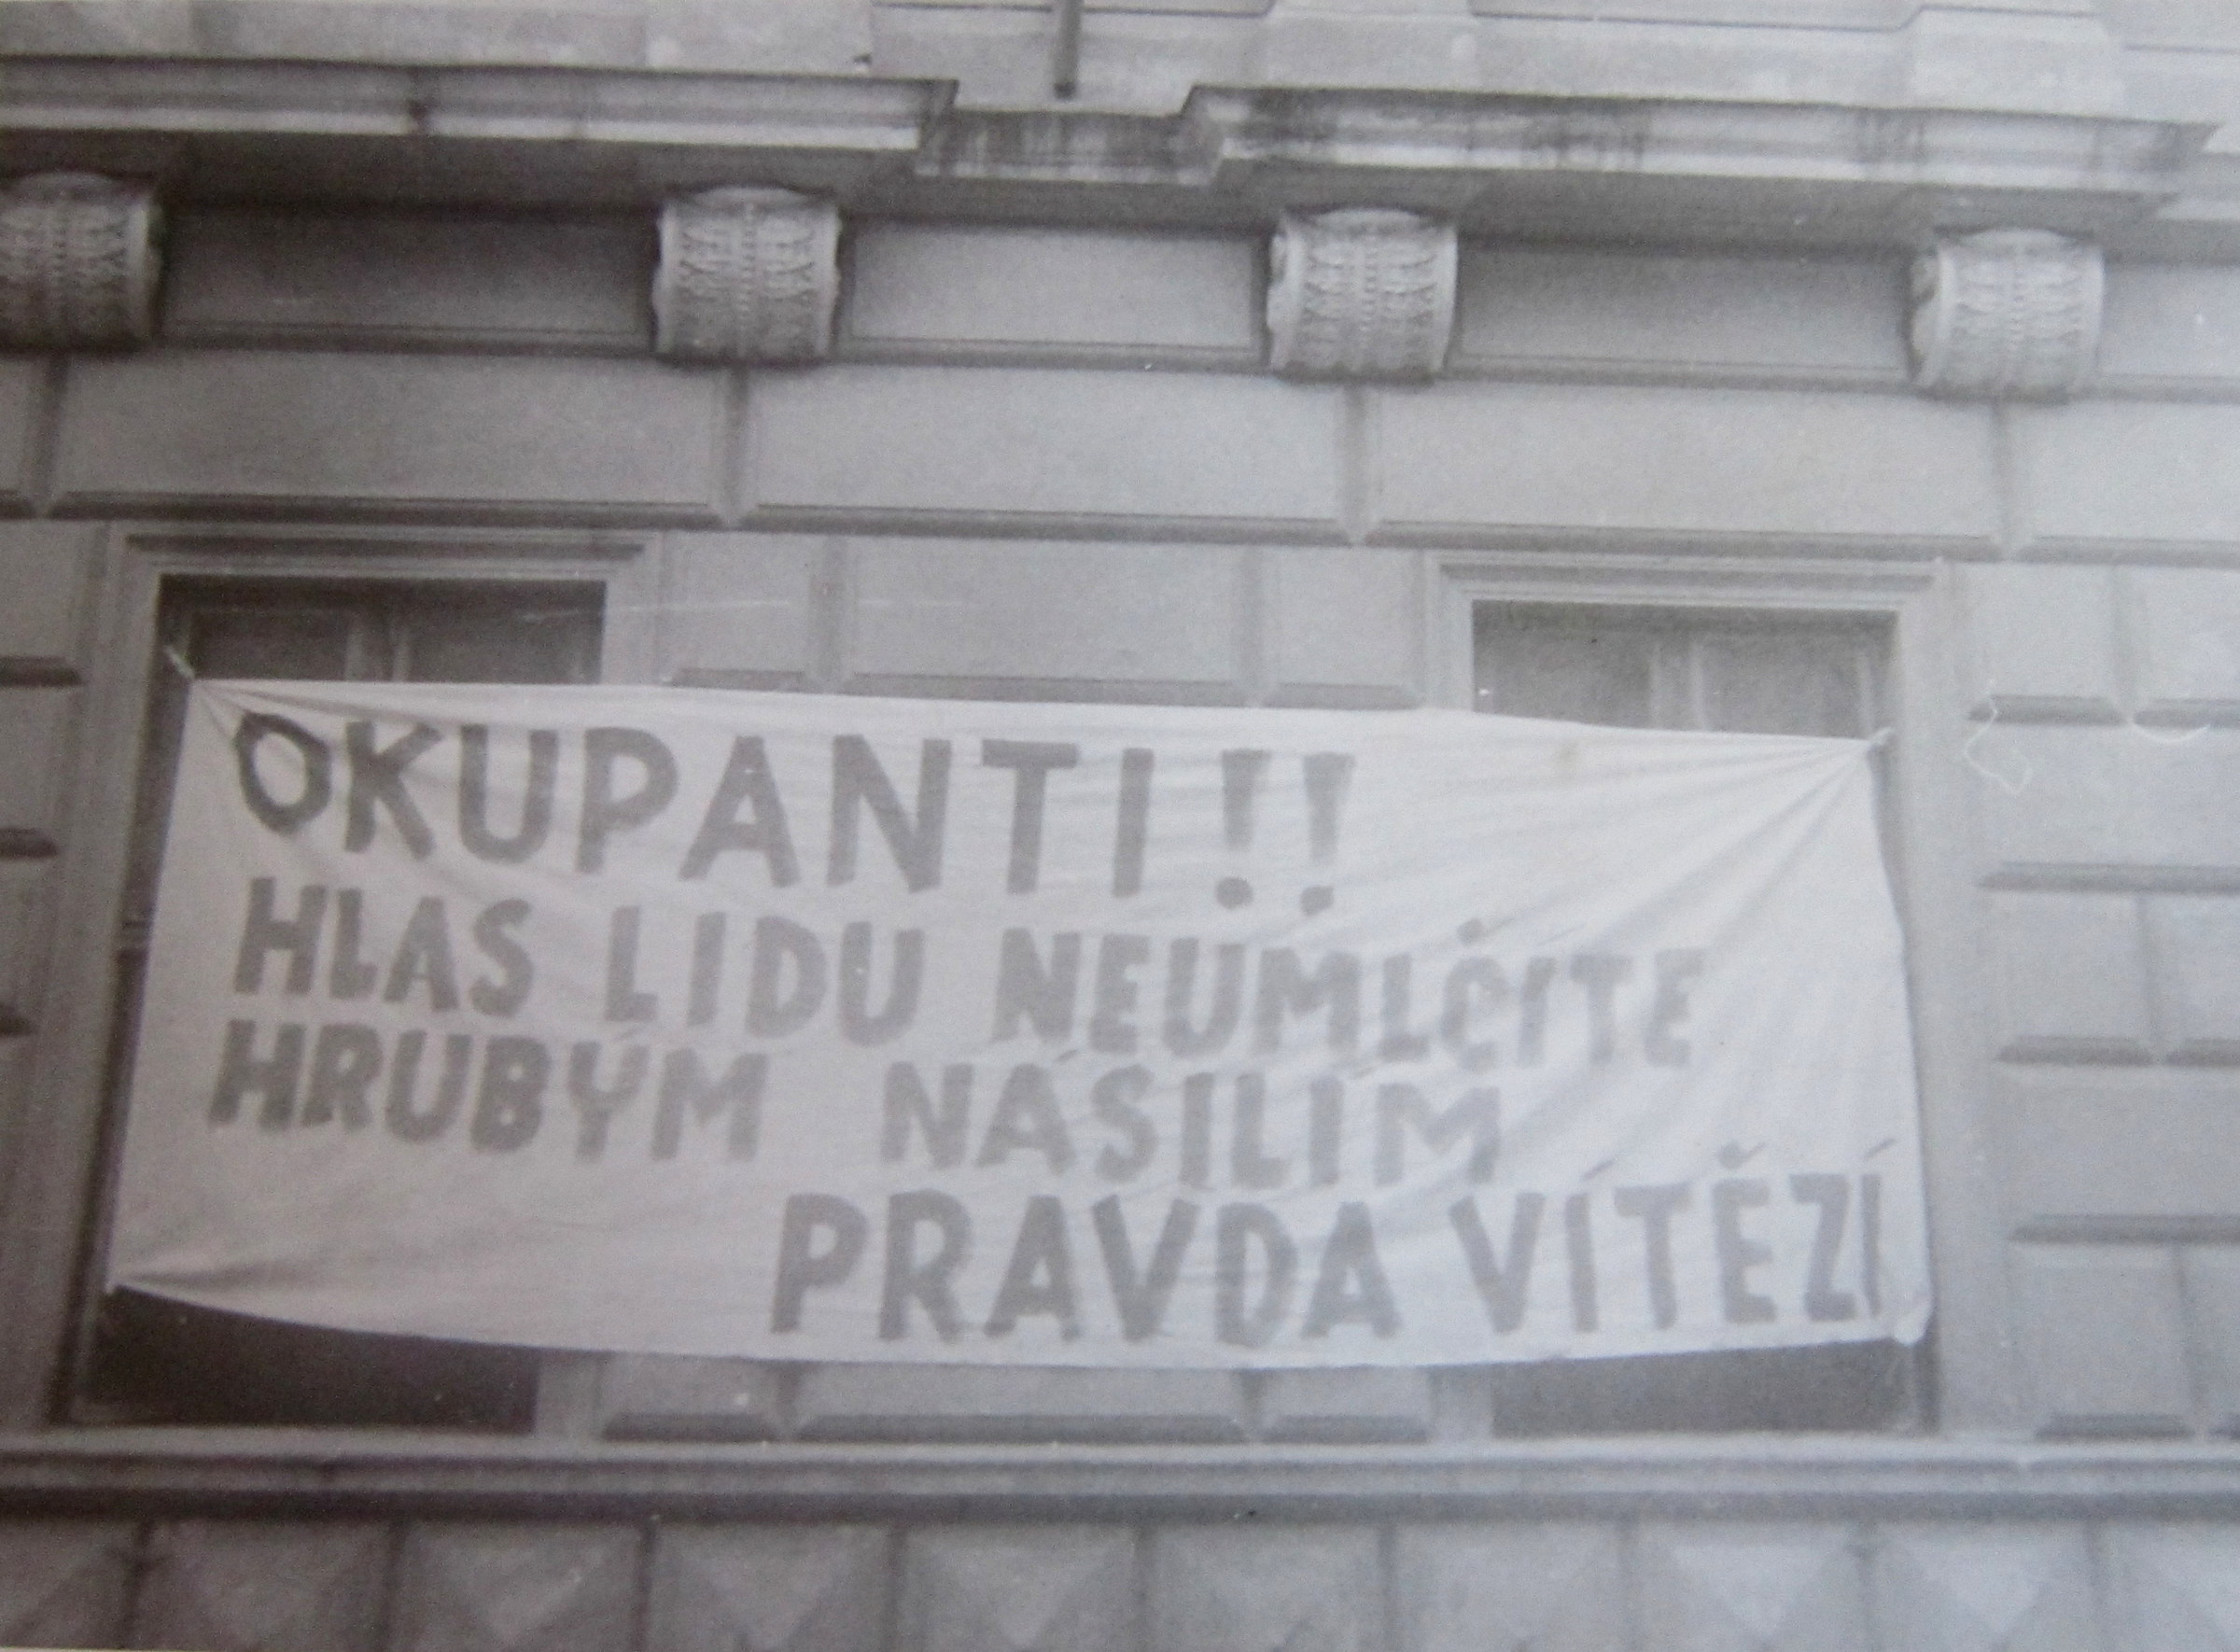 OKUPANTI!!
HLAS LIDU NEUMLČÍTE
HRUBÝM NÁSILÍM
PRAVDA VÍTĚZÍ